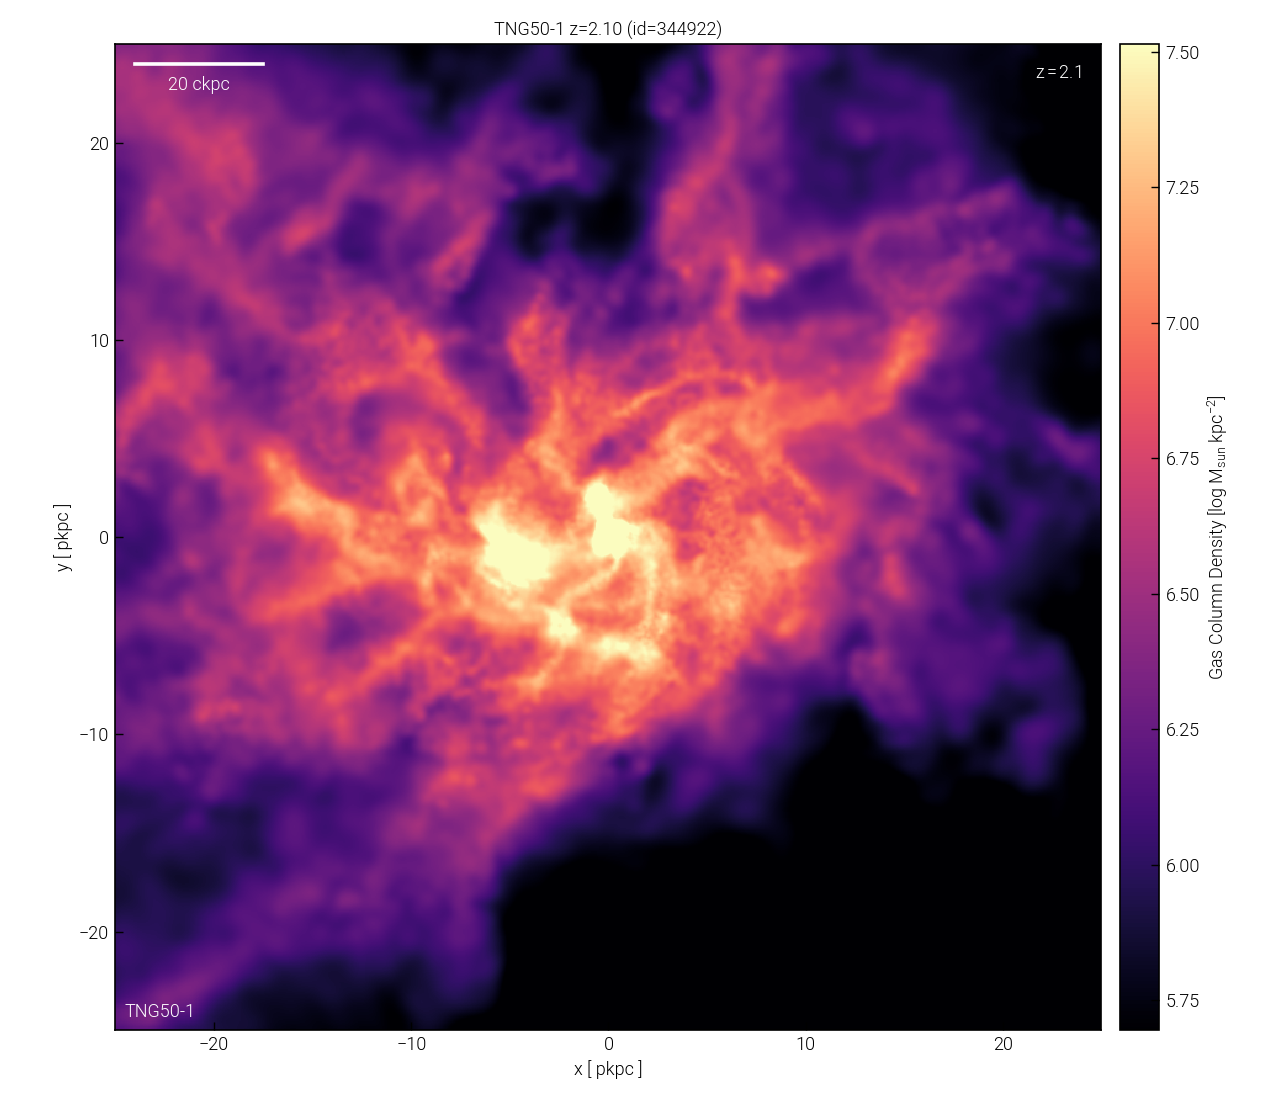 TNG50-1 z=2.10 (id=344922)
20 ckpc
z=2.1
TNG50-1
y [ pkpc ]
20
10
0
−10
−20
−20
−10
0
10
20
x [ pkpc ]
7.50
7.25
7.00
6.75
6.50
6.25
6.00
5.75
Gas Column Density [log M_sun kpc^−2]